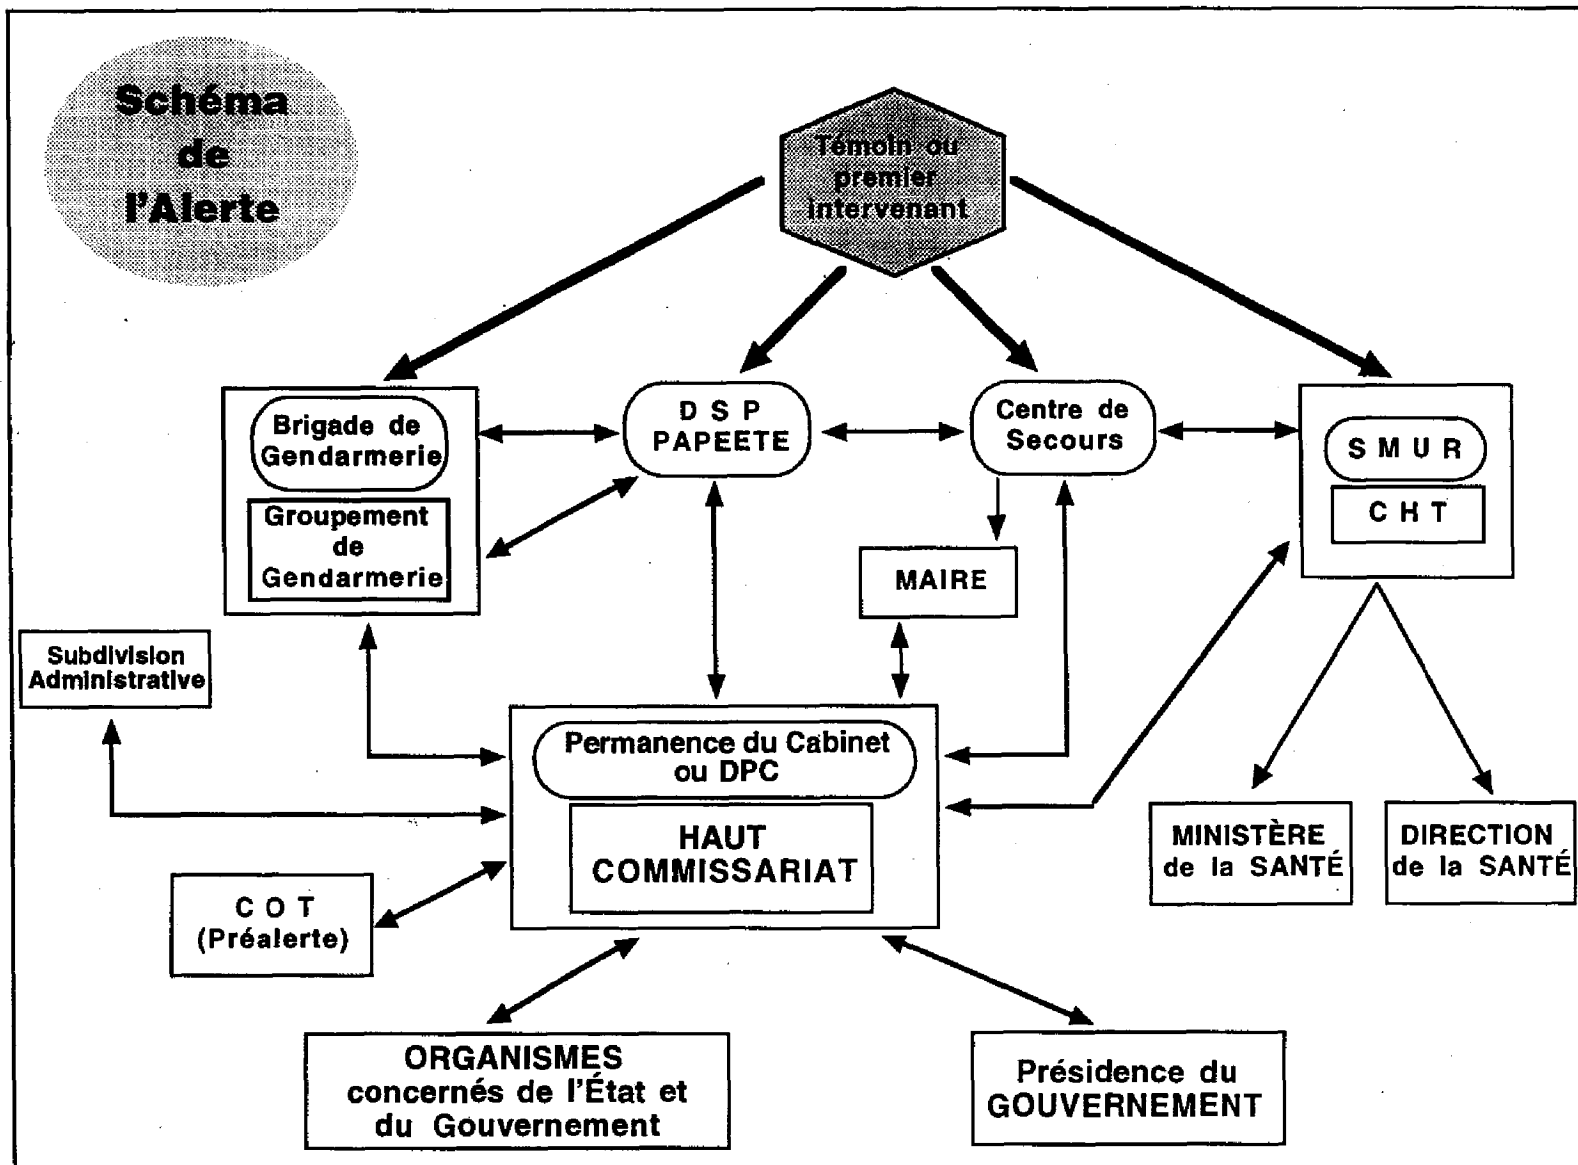 Schéma
de
l'Alerte
Témoin ou
premier
intervenant
Brigade de
Gendarmerie
Groupement
de
Gendarmerie
D S P
PAPEETE
Centre de
Secours
S M U R
C H T
MAIRE
Subdivision
Administrative
Permanence du Cabinet
ou DPC
HAUT
COMMISSARIAT
MINISTÈRE
de la SANTÉ
DIRECTION
de la SANTÉ
C O T
(Préalerte)
ORGANISMES
concernés de l'État et
du Gouvernement
Présidence du
GOUVERNEMENT